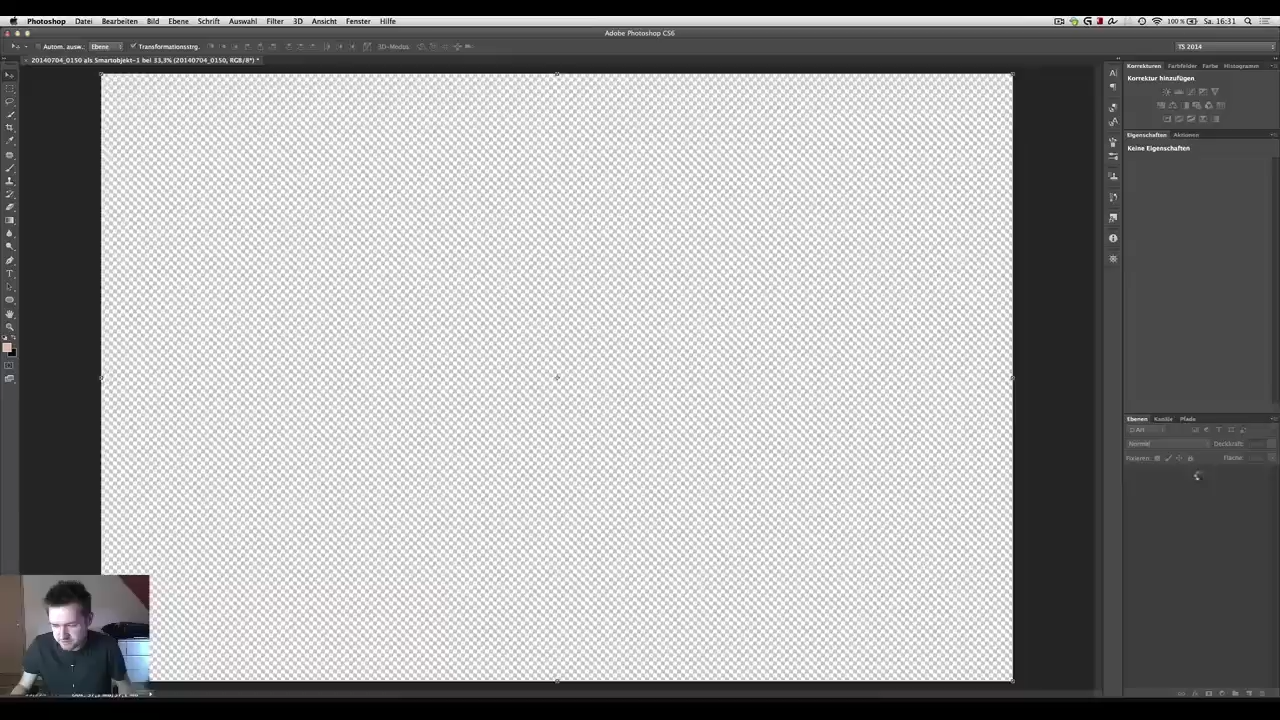 Photoshop Datei Bearbeiten Bild Ebene Schrift Auswahl Filter 3D Ansicht Fenster Hilfe 100 % Sa. 16:31
Adobe Photoshop CS6
Autom. ausw.: Ebene Transformationsstrg. 3D-Modus: TS 2014
20140704_0150 als Smartobjekt-1 bei 33,3% (20140704_0150, RGB/8*) *
Korrekturen Farbfelder Farbe Histogramm
Korrektur hinzufügen
Eigenschaften Aktionen
Keine Eigenschaften
Ebenen Kanäle Pfade
Art
Normal Deckkraft:
Fixieren: Fläche: